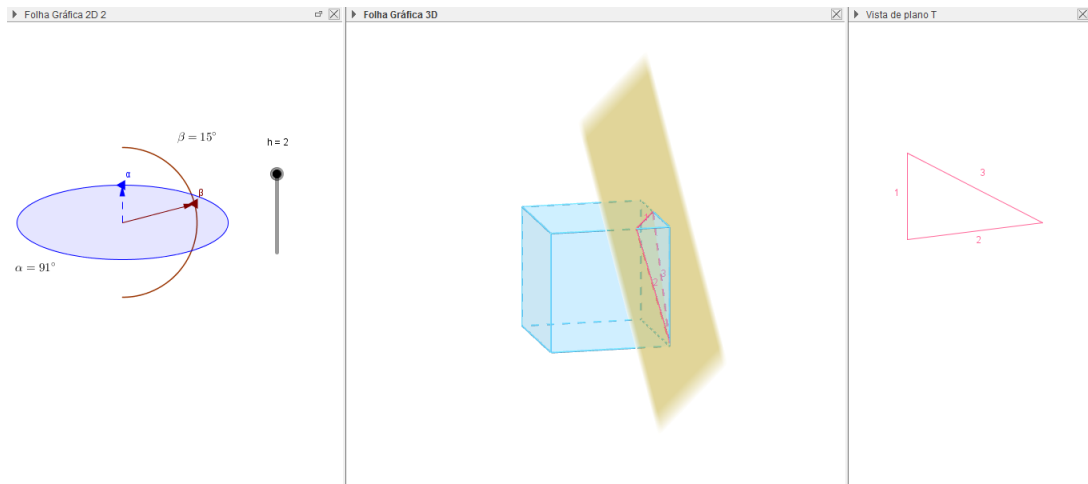 Folha Gráfica 2D 2
β = 15°
h = 2
α
β
α = 91°
Folha Gráfica 3D
1
2
3
Vista de plano T
1
3
2